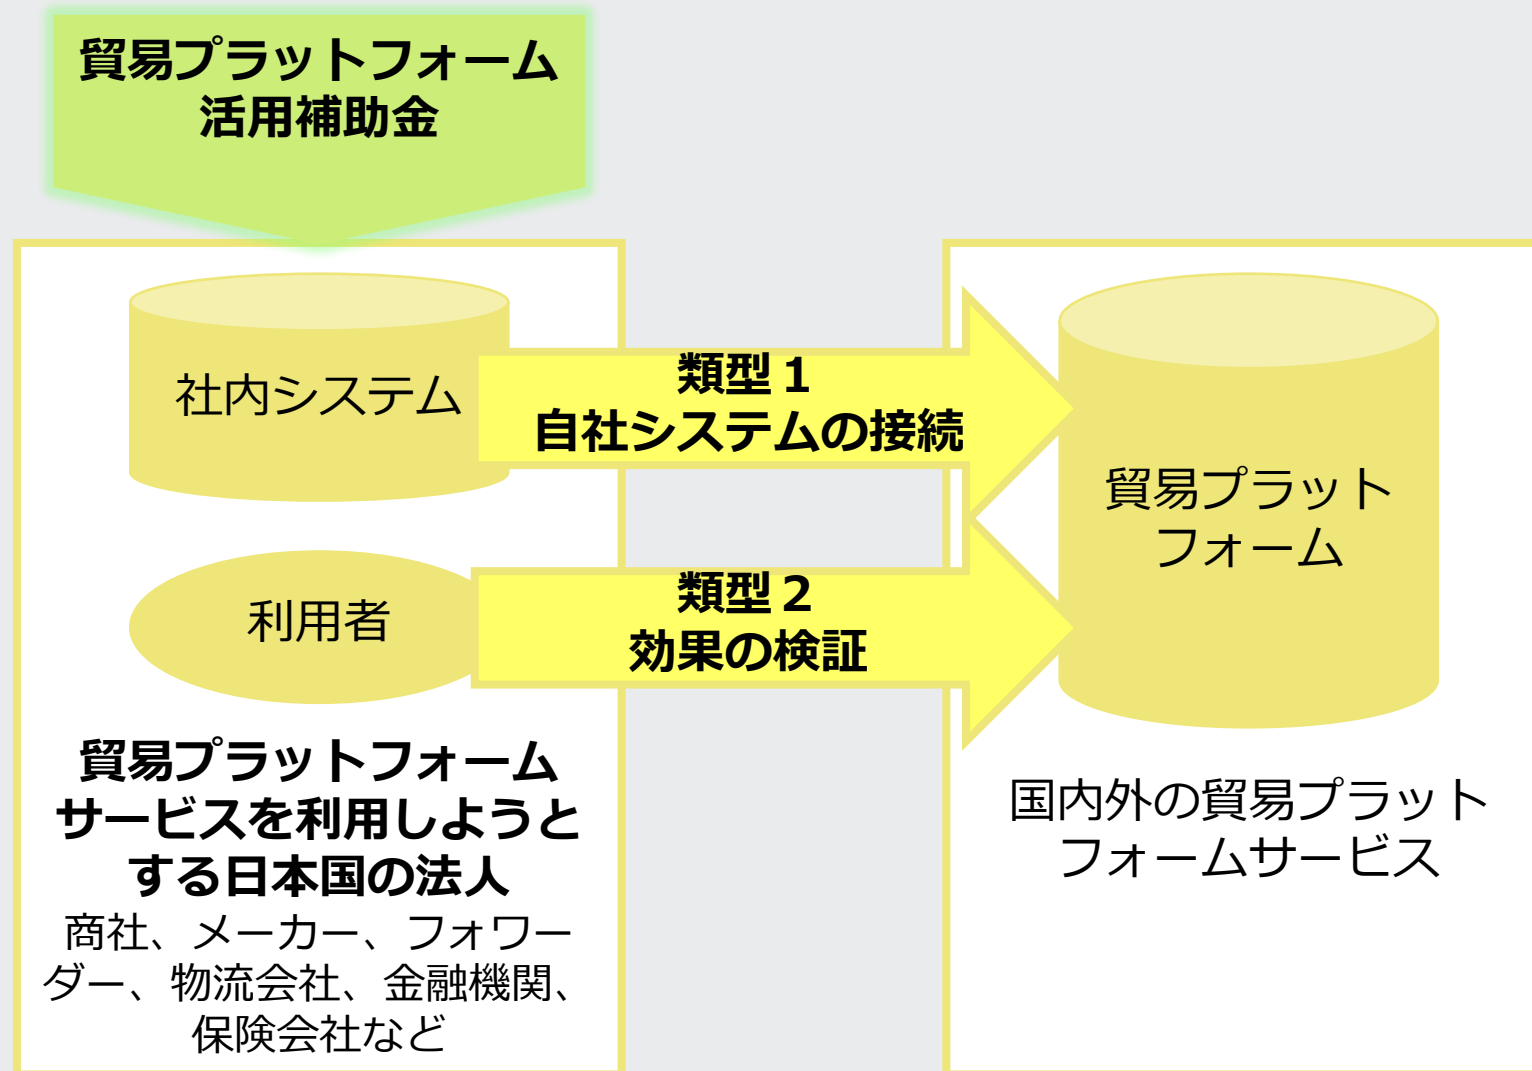 貿易プラットフォーム
活用補助金
社内システム
類型１
自社システムの接続
利用者
類型２
効果の検証
貿易プラットフォーム
サービスを利用しようと
する日本国の法人
商社、メーカー、フォワー
ダー、物流会社、金融機関、
保険会社など
貿易プラット
フォーム
国内外の貿易プラット
フォームサービス